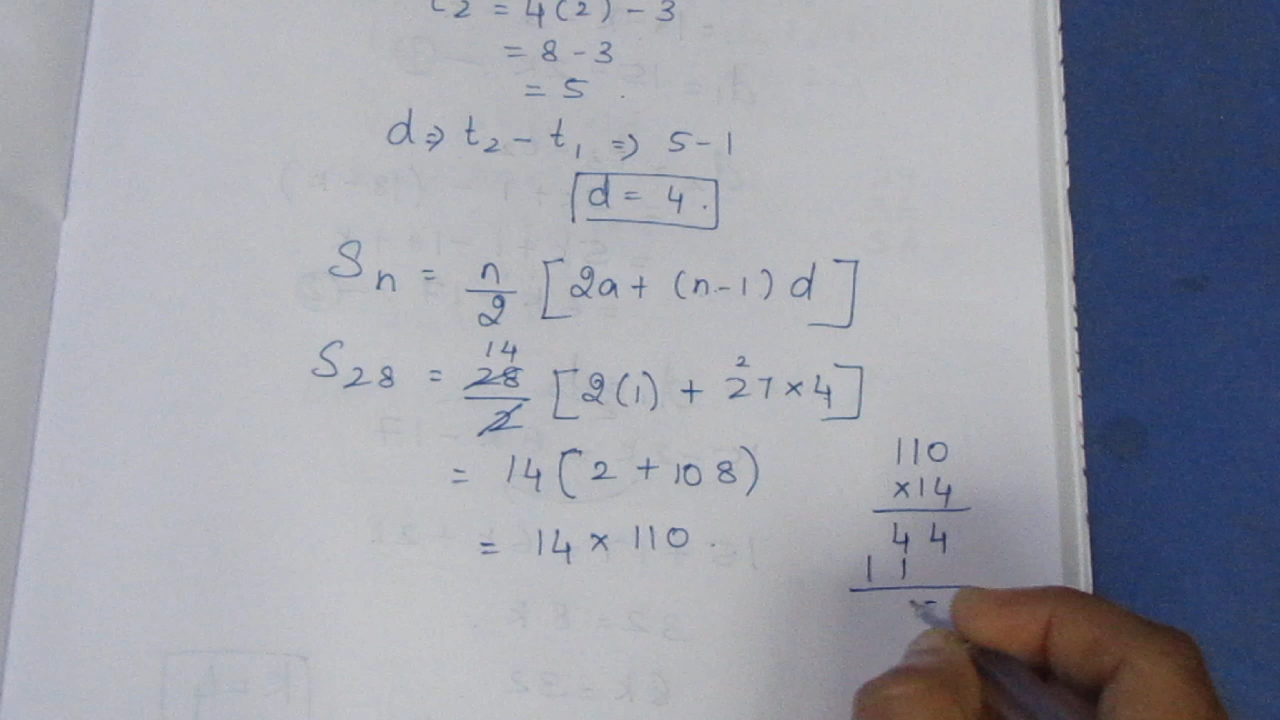 t₂ = 4(2) - 3
= 8 - 3
= 5 .
d ⇒ t₂ - t₁ ⇒ 5 - 1
d = 4 .
Sn = n/2 [2a + (n-1) d]
14 2
S₂₈ = 28/2 [2(1) + 27 × 4]
= 14 (2 + 108)
= 14 × 110 .
110
×14
44
11